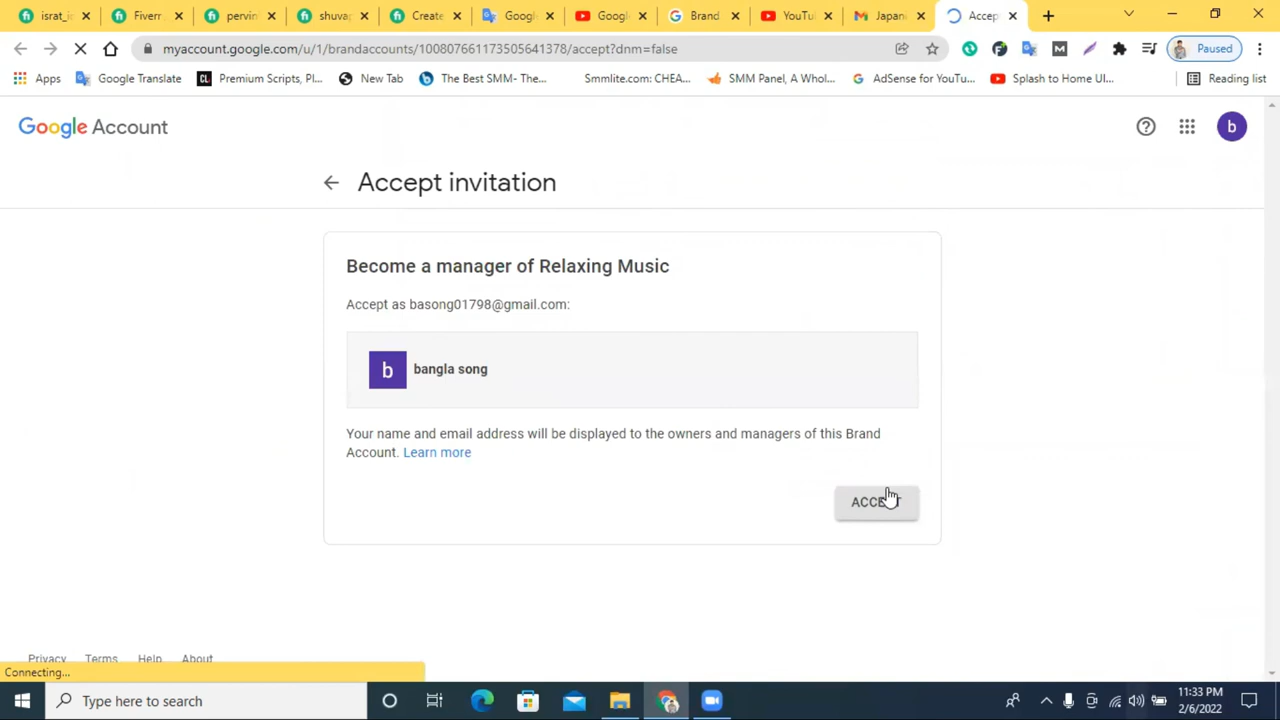 israt_i
Fiverr
pervin
shuva
Create
Googl
Googl
Brand
YouTu
Japan
Accep
myaccount.google.com/u/1/brandaccounts/100807661173505641378/accept?dnm=false
Paused
Apps
Google Translate
Premium Scripts, Pl...
New Tab
The Best SMM- The...
Smmlite.com: CHEA...
SMM Panel, A Whol...
AdSense for YouTu...
Splash to Home UI...
Reading list
Google Account
b
Accept invitation
Become a manager of Relaxing Music
Accept as basong01798@gmail.com:
b
bangla song
Your name and email address will be displayed to the owners and managers of this Brand
Account. Learn more
ACCEPT
Privacy Terms Help About
Connecting...
Type here to search
11:33 PM
2/6/2022